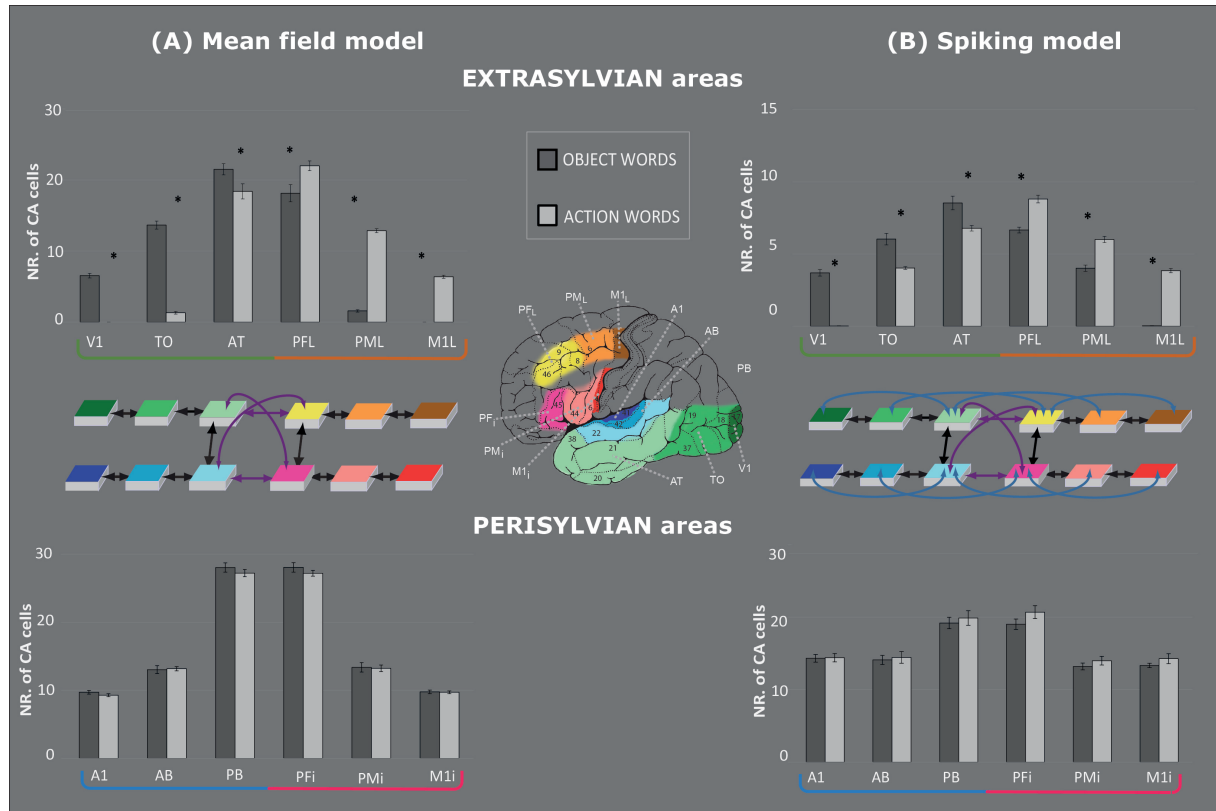 (A) Mean field model
(B) Spiking model
EXTRASYLVIAN areas
NR. of CA cells
30
20
10
0
* * * * * *
V1 TO AT PFL PML M1L
OBJECT WORDS
ACTION WORDS
NR. of CA cells
15
10
5
0
* * * * * *
V1 TO AT PFL PML M1L
PFL PML M1L A1 AB PB
9 8 6 46
45 44 6 42 22 38 21 20 37 19 18 17
PFi PMi M1i AT TO V1
PERISYLVIAN areas
NR. of CA cells
30
20
10
0
A1 AB PB PFi PMi M1i
NR. of CA cells
30
20
10
0
A1 AB PB PFi PMi M1i